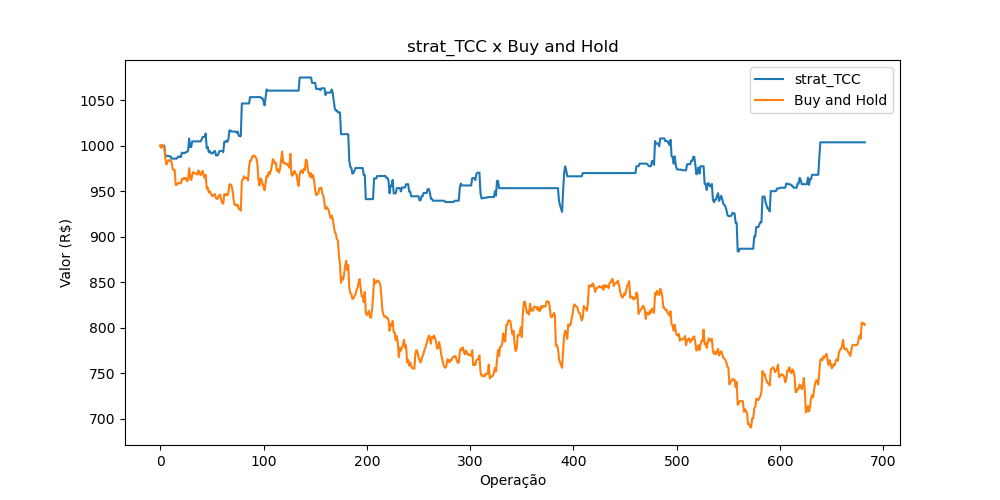 strat_TCC x Buy and Hold
strat_TCC
Buy and Hold
Valor (R$)
1050
1000
950
900
850
800
750
700
0 100 200 300 400 500 600 700
Operação